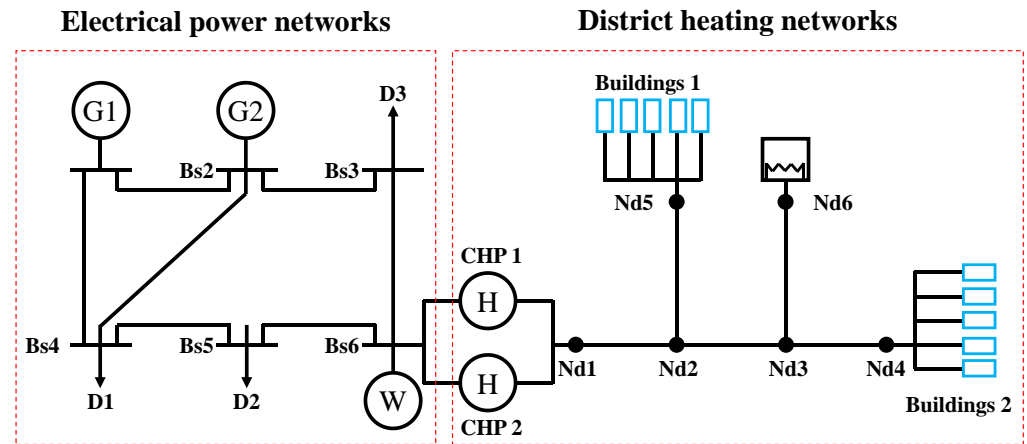 Electrical power networks
District heating networks
G1
G2
D3
Buildings 1
Bs2
Bs3
Nd5
Nd6
CHP 1
H
Bs4
Bs5
Bs6
Nd1
Nd2
Nd3
Nd4
D1
D2
W
H
CHP 2
Buildings 2